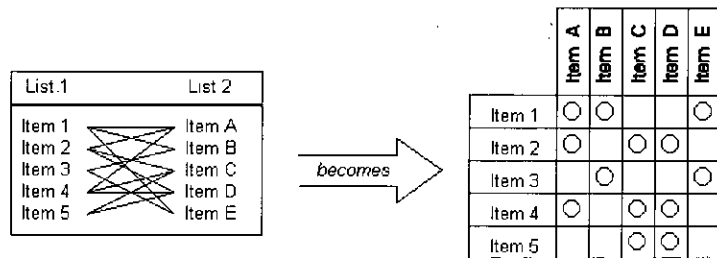 Item A
Item B
Item C
Item D
Item E
List.1 List 2
Item 1 Item A
Item 2 Item B
Item 3 Item C
Item 4 Item D
Item 5 Item E
becomes
Item 1
Item 2
Item 3
Item 4
Item 5